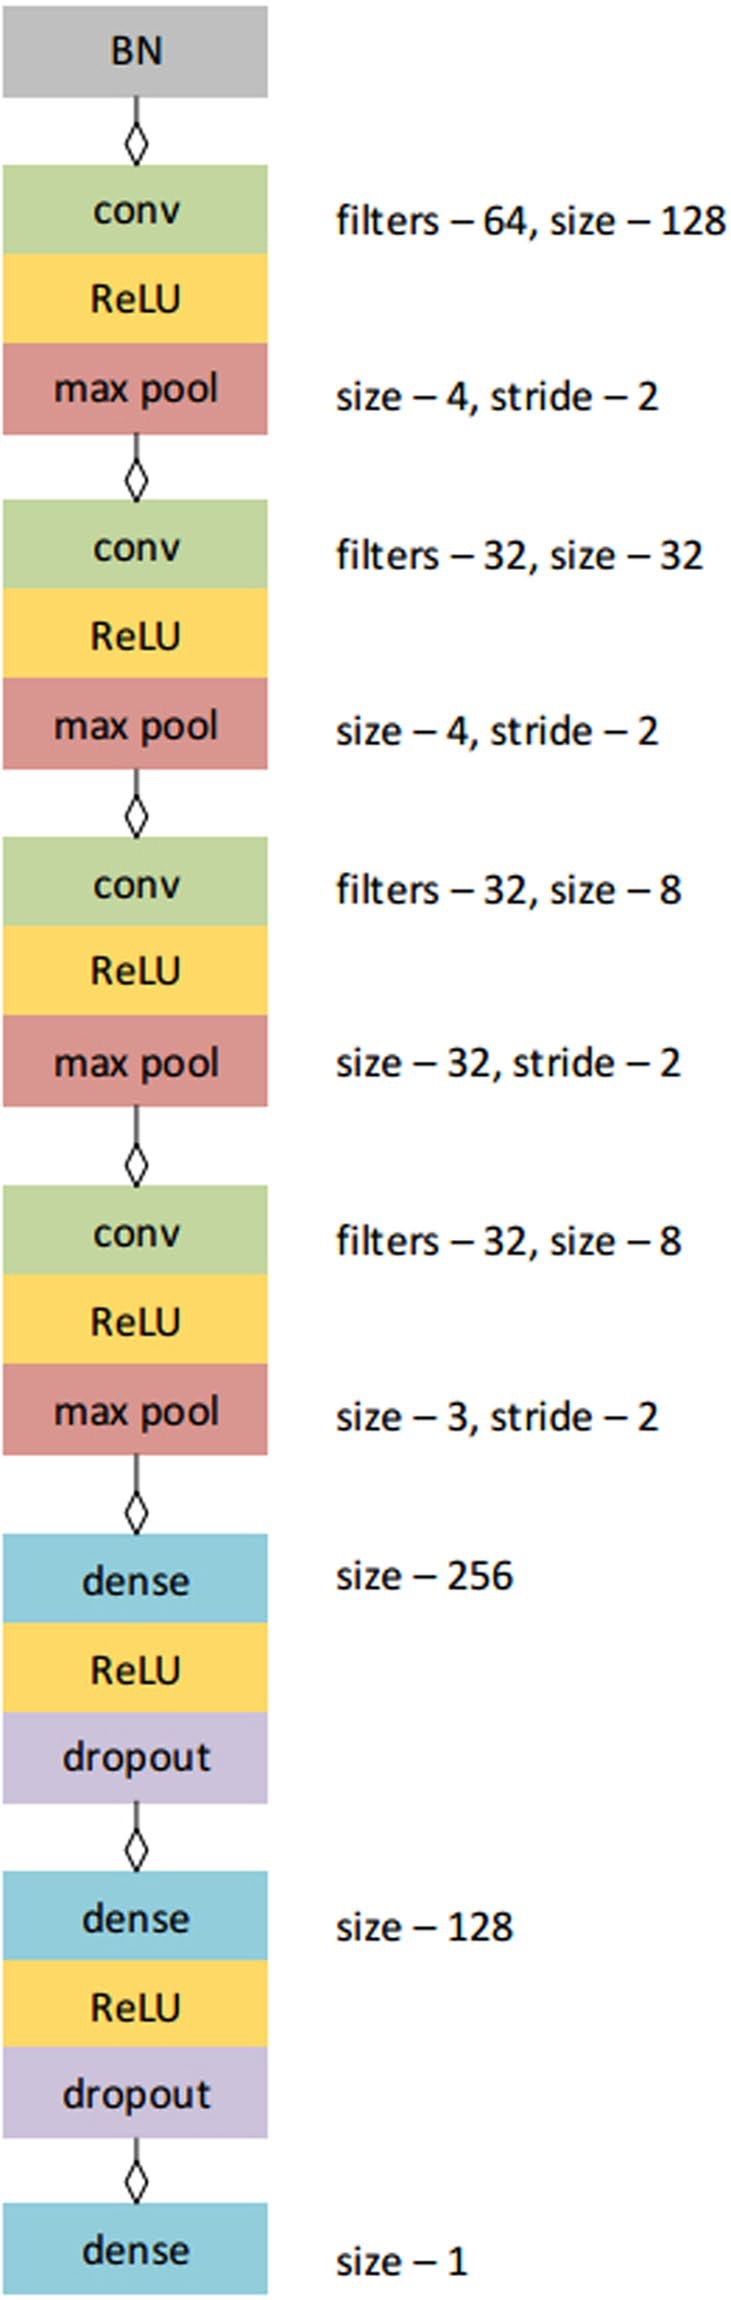 BN
conv
filters – 64, size – 128
ReLU
max pool
size – 4, stride – 2
conv
filters – 32, size – 32
ReLU
max pool
size – 4, stride – 2
conv
filters – 32, size – 8
ReLU
max pool
size – 32, stride – 2
conv
filters – 32, size – 8
ReLU
max pool
size – 3, stride – 2
dense
size – 256
ReLU
dropout
dense
size – 128
ReLU
dropout
dense
size – 1